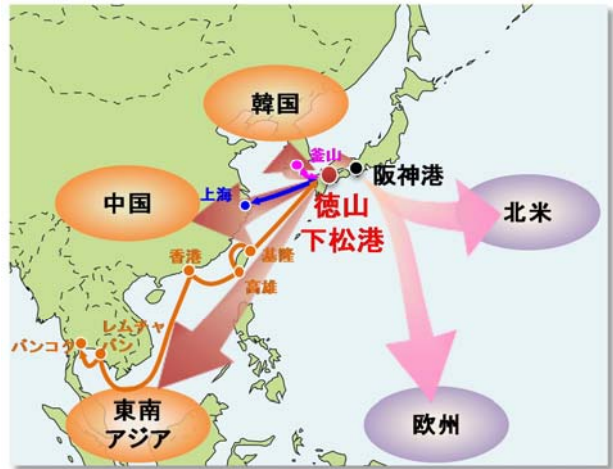 韓国
釜山
阪神港
中国
上海
徳山
下松港
北米
香港
基隆
高雄
レムチャ
バン
バンコク
東南
アジア
欧州